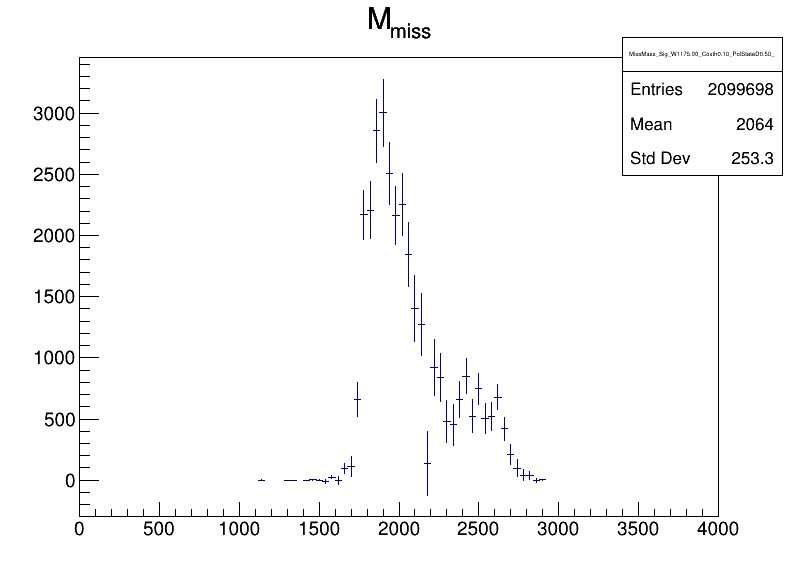 M_miss
MissMass_Sig_W1175.00_Costh0.10_PolState0.50_
Entries 2099698
Mean 2064
Std Dev 253.3
3000
2500
2000
1500
1000
500
0
0 500 1000 1500 2000 2500 3000 3500 4000